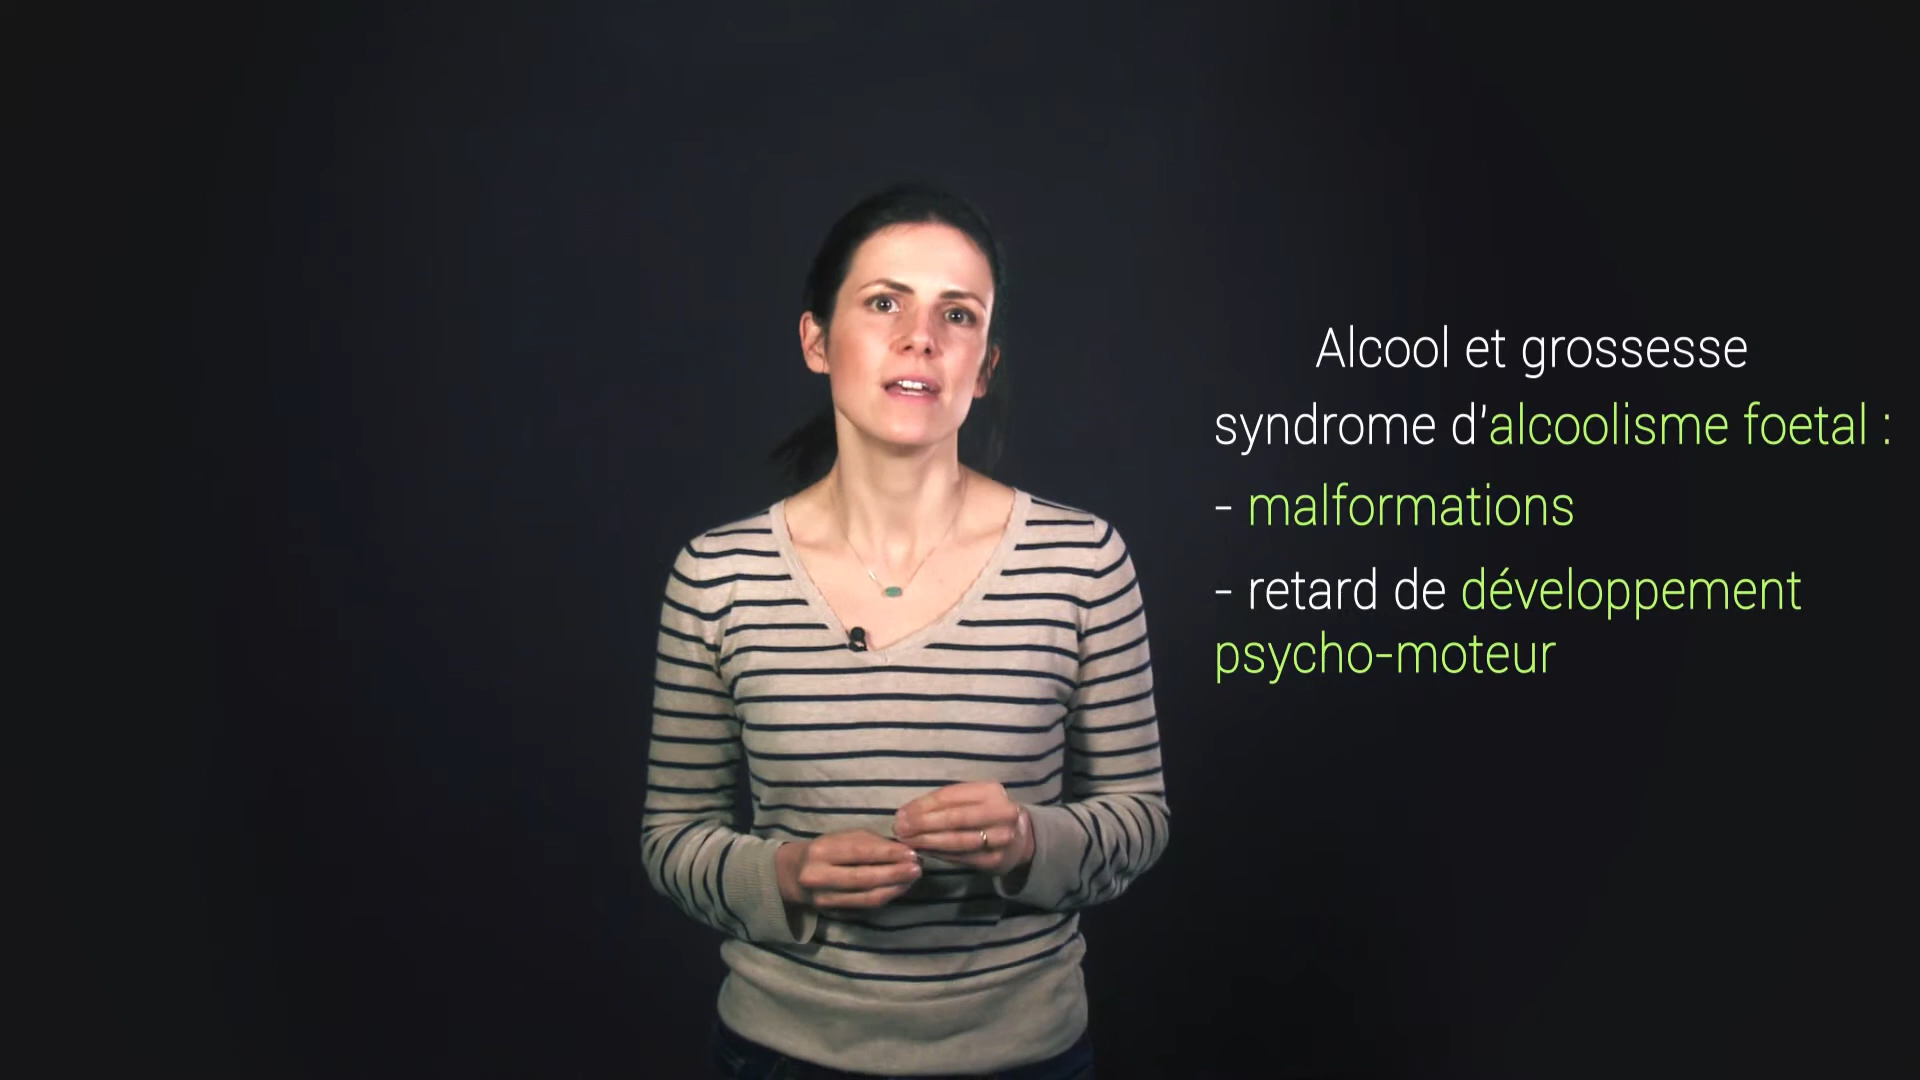 Alcool et grossesse
syndrome d'alcoolisme foetal :
- malformations
- retard de développement
psycho-moteur